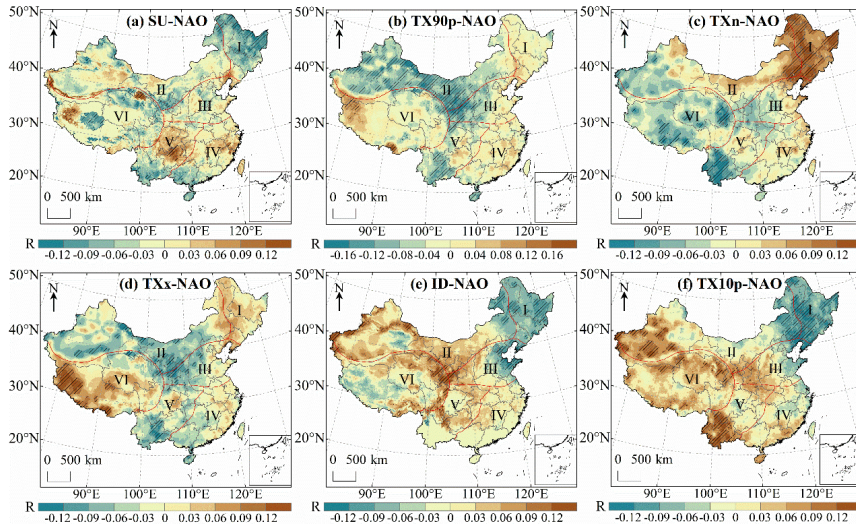 (a) SU-NAO
(b) TX90p-NAO
(c) TXn-NAO
50°N
40°N
30°N
20°N
N
I
II
III
VI
V
IV
0 500 km
90°E 100°E 110°E 120°E
N
I
II
III
VI
V
IV
0 500 km
90°E 100°E 110°E 120°E
50°N
40°N
30°N
20°N
N
I
II
III
VI
V
IV
0 500 km
90°E 100°E 110°E 120°E
R -0.12 -0.09 -0.06 -0.03 0 0.03 0.06 0.09 0.12
R -0.16 -0.12 -0.08 -0.04 0 0.04 0.08 0.12 0.16
R -0.12 -0.09 -0.06 -0.03 0 0.03 0.06 0.09 0.12
(d) TXx-NAO
(e) ID-NAO
(f) TX10p-NAO
50°N
40°N
30°N
20°N
N
I
II
III
VI
V
IV
0 500 km
90°E 100°E 110°E 120°E
N
I
II
III
VI
V
IV
0 500 km
90°E 100°E 110°E 120°E
50°N
40°N
30°N
20°N
N
I
II
III
VI
V
IV
0 500 km
90°E 100°E 110°E 120°E
R -0.12 -0.09 -0.06 -0.03 0 0.03 0.06 0.09 0.12
R -0.12 -0.09 -0.06 -0.03 0 0.03 0.06 0.09 0.12
R -0.12 -0.09 -0.06 -0.03 0 0.03 0.06 0.09 0.12